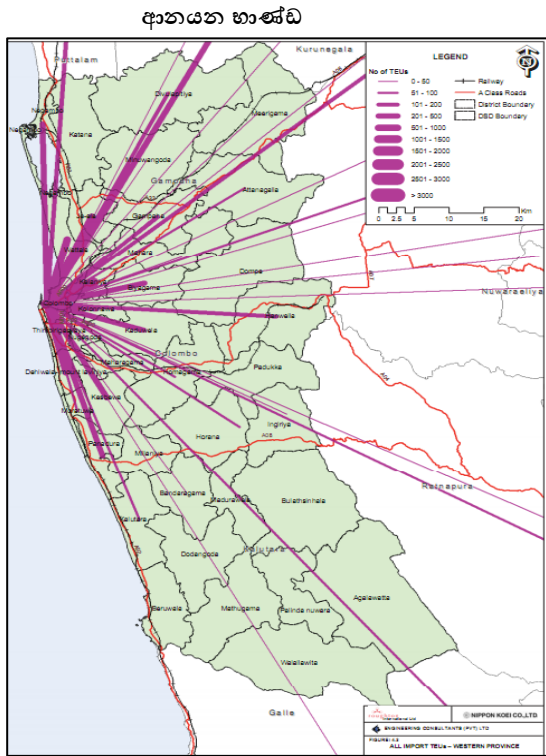 ආනයන භාණ්ඩ
Puttalam
Kurunegala
LEGEND
No of TEUs
0 - 50
51 - 100
101 - 200
201 - 500
501 - 1000
1001 - 1500
1501 - 2000
2001 - 2500
2501 - 3000
> 3000
Railway
A Class Roads
District Boundary
DSD Boundary
0 2.5 5 10 15 20 Km
Divulapitiya
Negombo
Katana
Meerigama
Minuwangoda
Gampaha
Attanagalla
Ja-ela
Gampaha
Wattala
Mahara
Dompe
Kelaniya
Biyagama
Nuwaraeliya
Colombo
Kolonnawa
Hanwella
Thimbirigasyaya
Kaduwela
Colombo
Maharagama
Homagama
Padukka
Dehiwala-mount lavinia
Kesbewa
Moratuwa
Ingiriya
Horana
Panadura
Millaniya
Ratnapura
Bandaragama
Madurawala
Bulathsinhala
Kalutara
Kalutara
Dodangoda
Agalawatta
Beruwala
Mathugama
Palinda nuwara
Walallawita
Galle
NIPPON KOEI CO.,LTD
ENGINEERING CONSULTANTS (PVT) LTD
ALL IMPORT TEUs – WESTERN PROVINCE